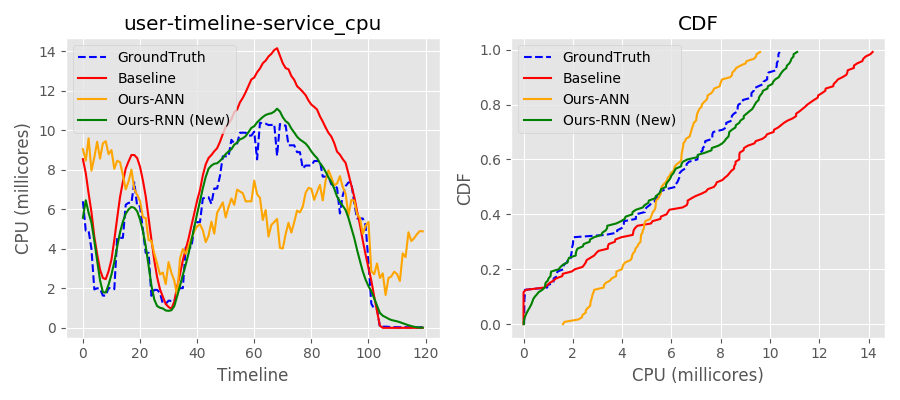 user-timeline-service_cpu
GroundTruth
Baseline
Ours-ANN
Ours-RNN (New)
CPU (millicores)
14
12
10
8
6
4
2
0
0 20 40 60 80 100 120
Timeline
CDF
GroundTruth
Baseline
Ours-ANN
Ours-RNN (New)
CDF
1.0
0.8
0.6
0.4
0.2
0.0
0 2 4 6 8 10 12 14
CPU (millicores)